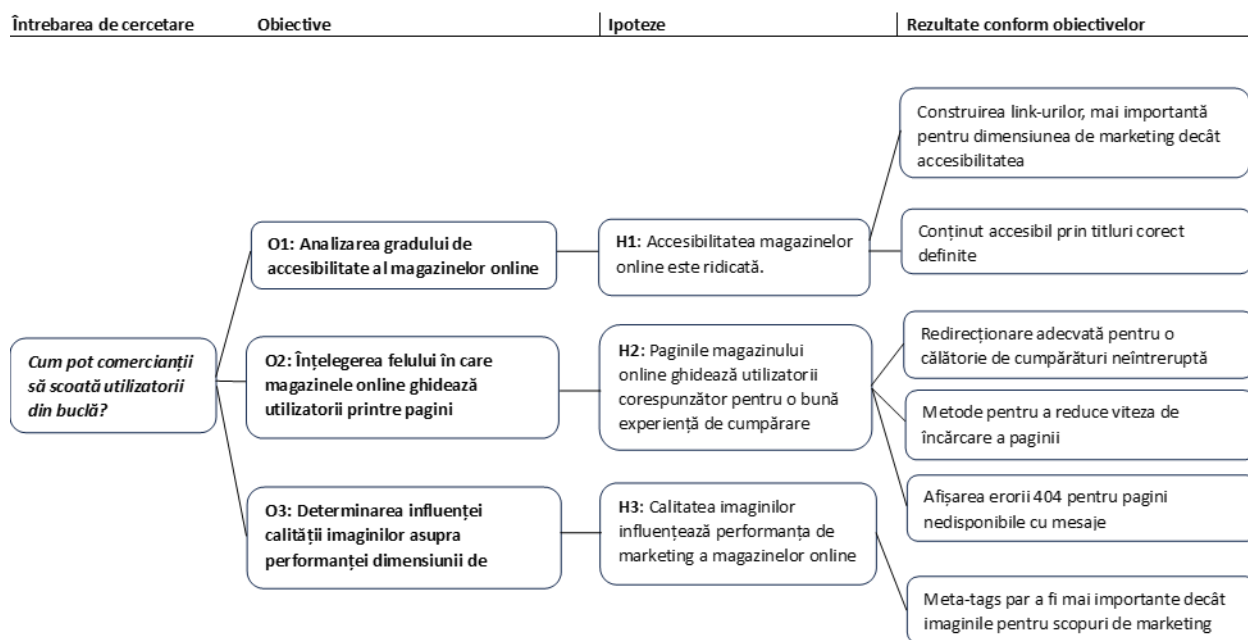 Întrebarea de cercetare
Obiective
Ipoteze
Rezultate conform obiectivelor
Cum pot comercianții
să scoată utilizatorii
din buclă?
O1: Analizarea gradului de
accesibilitate al magazinelor online
O2: Înțelegerea felului în care
magazinele online ghidează
utilizatorii printre pagini
O3: Determinarea influenței
calității imaginilor asupra
performanței dimensiunii de
H1: Accesibilitatea magazinelor
online este ridicată.
H2: Paginile magazinului
online ghidează utilizatorii
corespunzător pentru o bună
experiență de cumpărare
H3: Calitatea imaginilor
influențează performanța de
marketing a magazinelor online
Construirea link-urilor, mai importantă
pentru dimensiunea de marketing decât
accesibilitatea
Conținut accesibil prin titluri corect
definite
Redirecționare adecvată pentru o
călătorie de cumpărături neîntreruptă
Metode pentru a reduce viteza de
încărcare a paginii
Afișarea erorii 404 pentru pagini
nedisponibile cu mesaje
Meta-tags par a fi mai importante decât
imaginile pentru scopuri de marketing